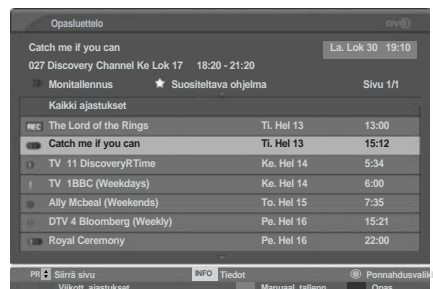 Opasluettelo
Catch me if you can La. Lok 30 19:10
027 Discovery Channel Ke Lok 17 18:20 - 21:20
Monitallennus Suositeltava ohjelma Sivu 1/1
Kaikki ajastukset
REC The Lord of the Rings Ti. Hel 13 13:00
Catch me if you can Ti. Hel 13 15:12
TV 11 DiscoveryRTime Ke. Hel 14 5:34
TV 1BBC (Weekdays) Ke. Hel 14 6:00
Ally Mcbeal (Weekends) To. Hel 15 7:35
DTV 4 Bloomberg (Weekly) Pe. Hel 16 15:21
Royal Ceremony Pe. Hel 16 22:00
PR Siirrä sivu INFO Tiedot Ponnahdusvalik
Viikott. ajastukset Manuaal. tallenn Opas